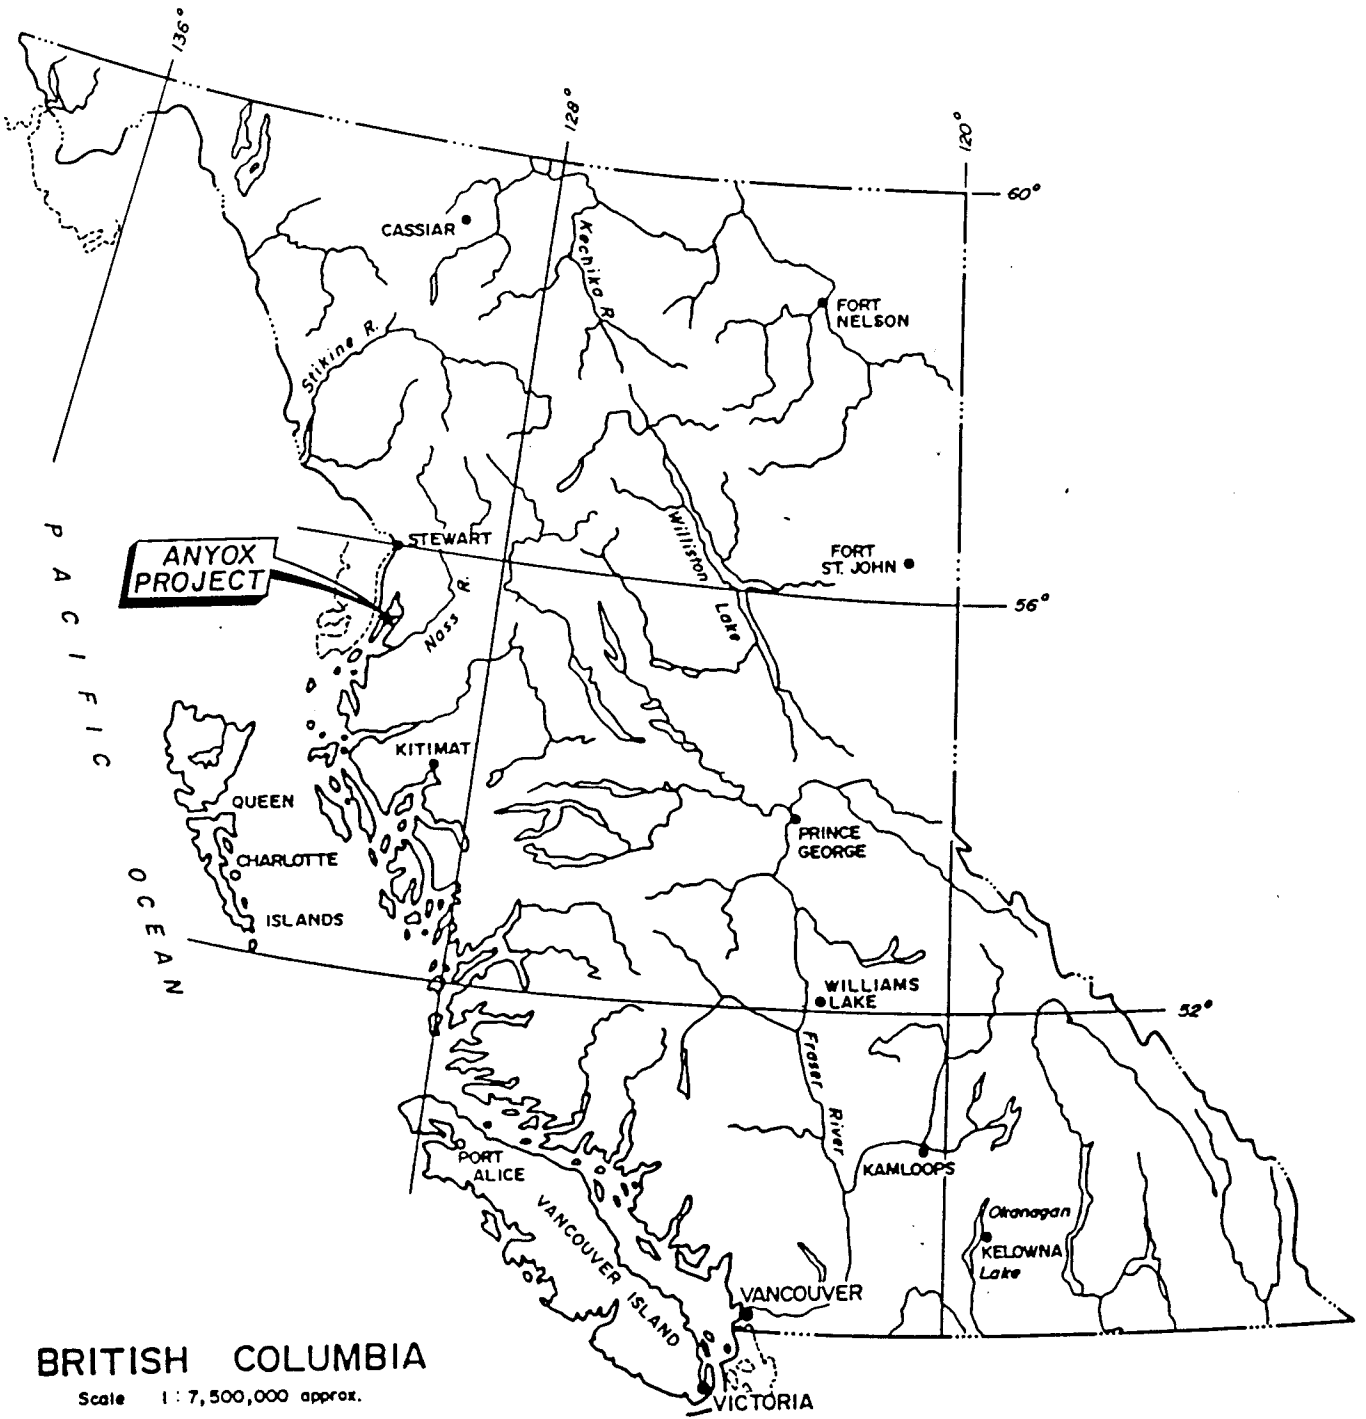 136°
128°
120°
60°
CASSIAR
Kechika R.
FORT
NELSON
Stikine R.
PACIFIC
OCEAN
STEWART
ANYOX
PROJECT
Nass R.
Williston Lake
FORT
ST. JOHN
56°
KITIMAT
QUEEN
CHARLOTTE
ISLANDS
PRINCE
GEORGE
WILLIAMS
LAKE
52°
Fraser River
PORT
ALICE
KAMLOOPS
VANCOUVER ISLAND
Okanagan
KELOWNA
Lake
VANCOUVER
VICTORIA
BRITISH COLUMBIA
Scale 1 : 7,500,000 approx.